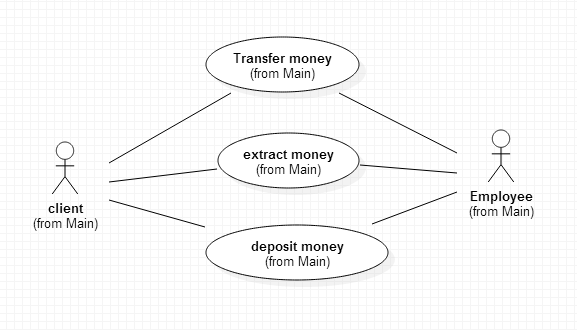 Transfer money
(from Main)
extract money
(from Main)
client
(from Main)
Employee
(from Main)
deposit money
(from Main)